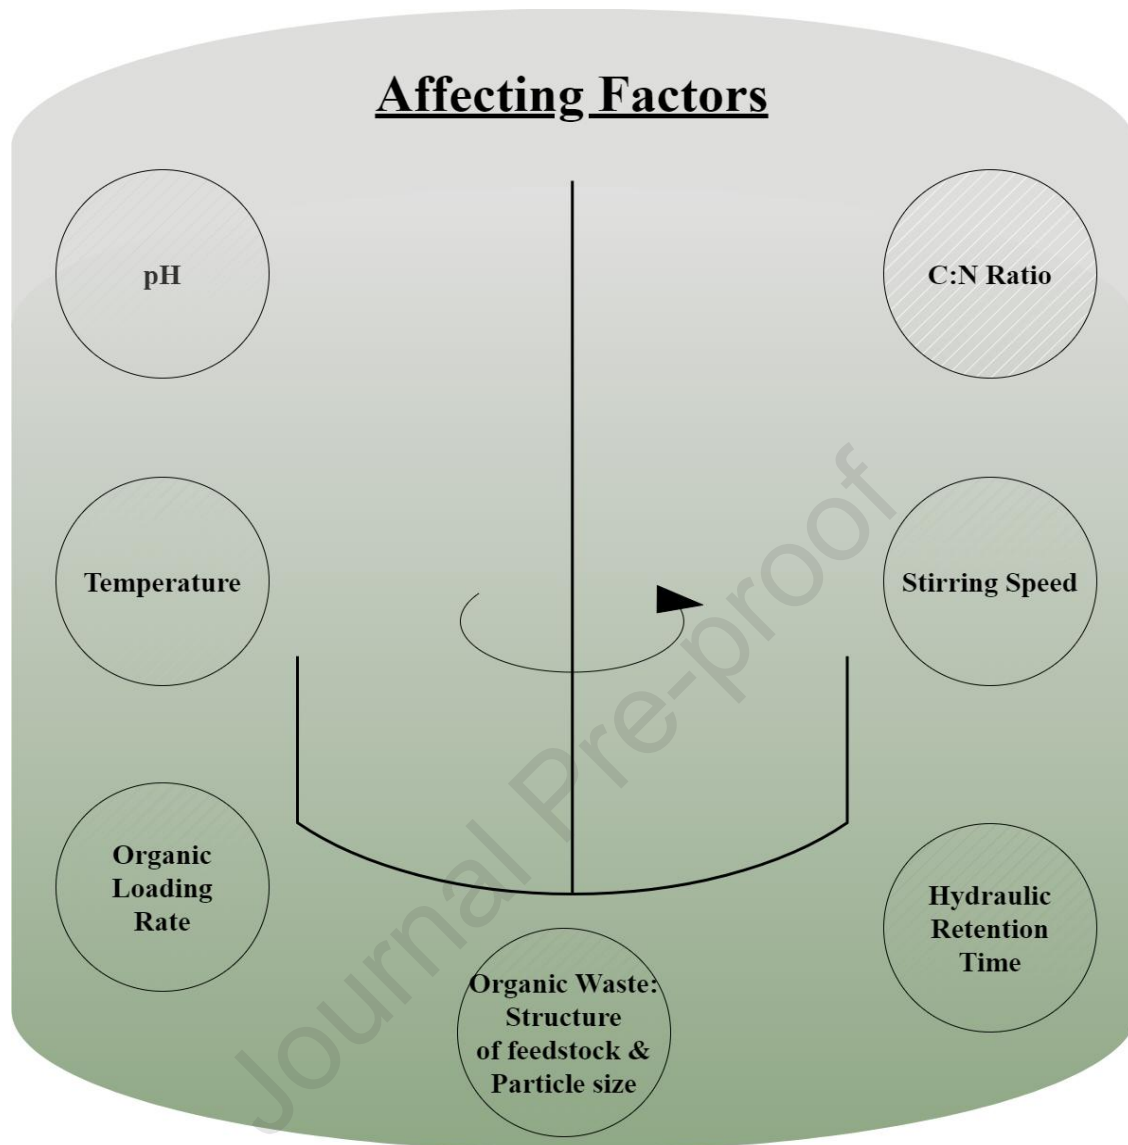 Affecting Factors
pH
C:N Ratio
Temperature
Stirring Speed
Organic
Loading
Rate
Hydraulic
Retention
Time
Organic Waste:
Structure
of feedstock &
Particle size
Journal Pre-proof